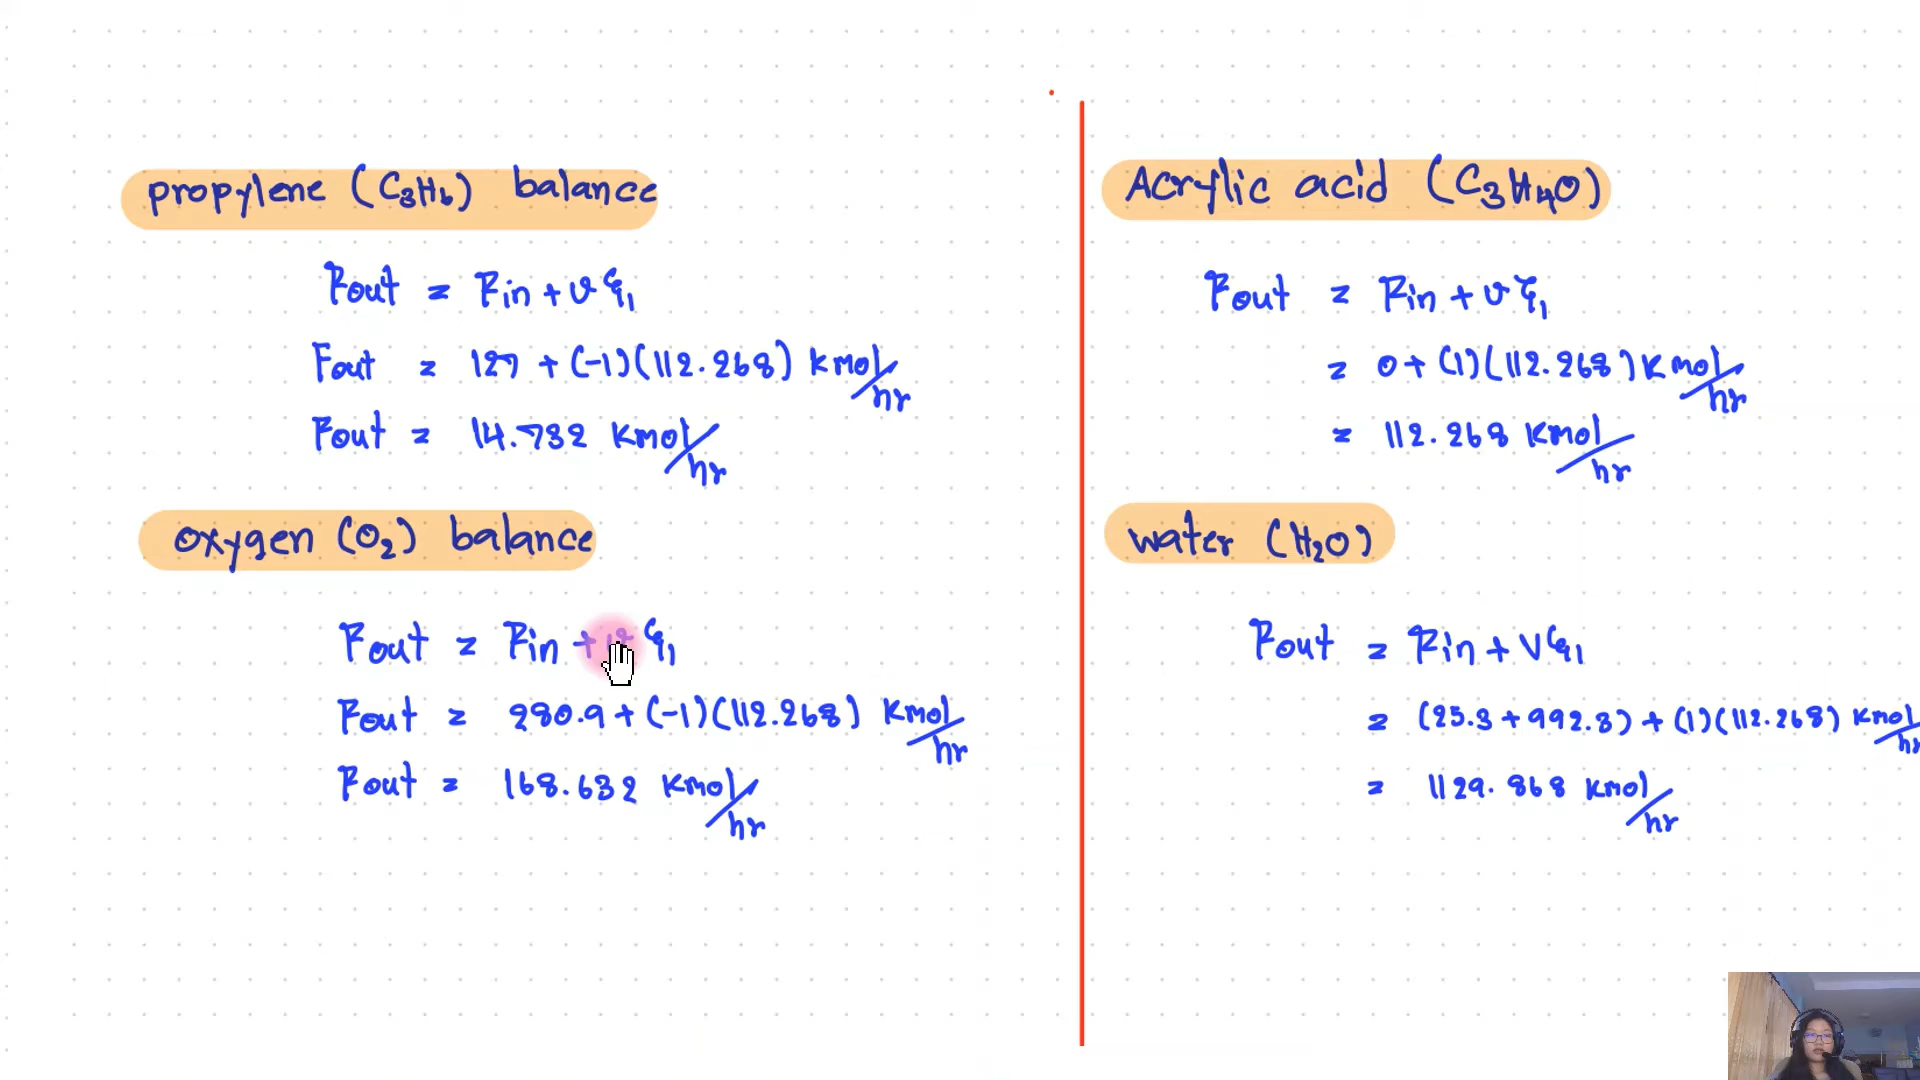 propylene (C3H6) balance
Fout = Fin + υξ1
Fout = 127 + (-1)(112.268) kmol/hr
Fout = 14.732 kmol/hr
oxygen (O2) balance
Fout = Fin + υξ1
Fout = 280.9 + (-1)(112.268) kmol/hr
Fout = 168.632 kmol/hr
Acrylic acid (C3H4O)
Fout = Fin + υξ1
= 0 + (1)(112.268) kmol/hr
= 112.268 kmol/hr
water (H2O)
Fout = Fin + Vξ1
= (25.3 + 992.3) + (1)(112.268) kmol/hr
= 1129.868 kmol/hr